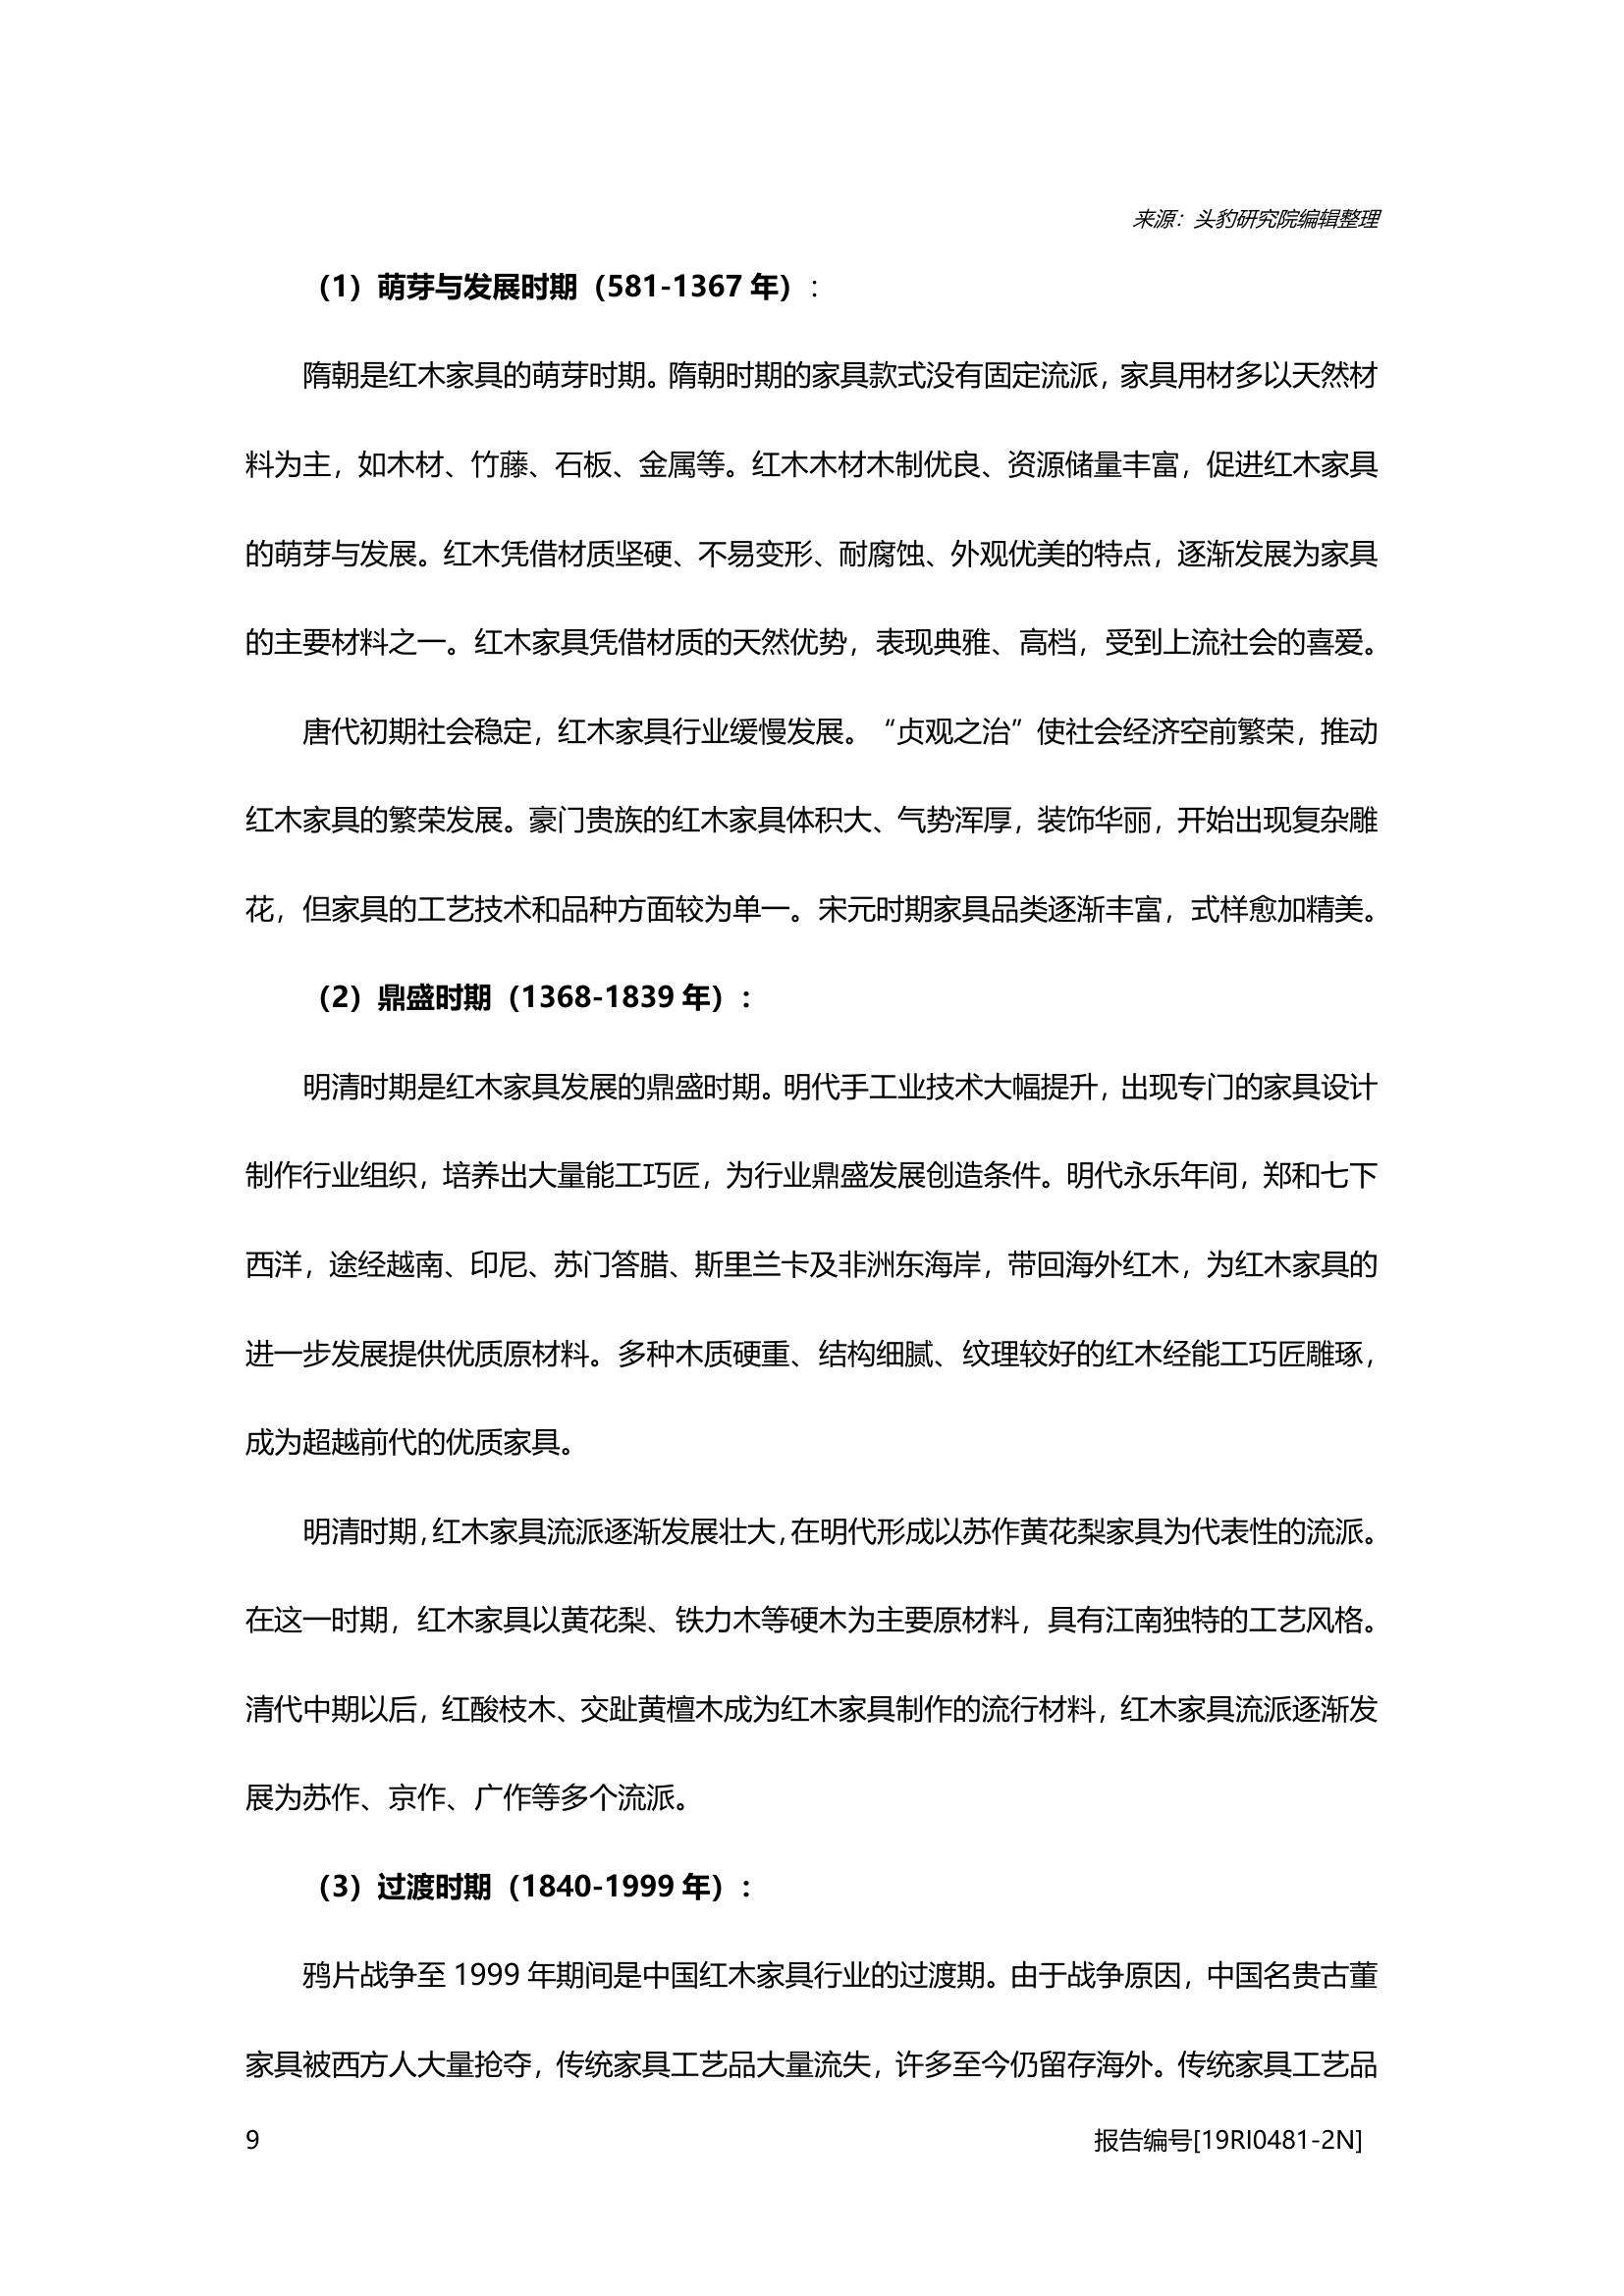 来源：头豹研究院编辑整理
（1）萌芽与发展时期（581-1367 年）:
隋朝是红木家具的萌芽时期。隋朝时期的家具款式没有固定流派，家具用材多以天然材
料为主，如木材、竹藤、石板、金属等。红木木材木制优良、资源储量丰富，促进红木家具
的萌芽与发展。红木凭借材质坚硬、不易变形、耐腐蚀、外观优美的特点，逐渐发展为家具
的主要材料之一。红木家具凭借材质的天然优势，表现典雅、高档，受到上流社会的喜爱。
唐代初期社会稳定，红木家具行业缓慢发展。“贞观之治”使社会经济空前繁荣，推动
红木家具的繁荣发展。豪门贵族的红木家具体积大、气势浑厚，装饰华丽，开始出现复杂雕
花，但家具的工艺技术和品种方面较为单一。宋元时期家具品类逐渐丰富，式样愈加精美。
（2）鼎盛时期（1368-1839 年）：
明清时期是红木家具发展的鼎盛时期。明代手工业技术大幅提升，出现专门的家具设计
制作行业组织，培养出大量能工巧匠，为行业鼎盛发展创造条件。明代永乐年间，郑和七下
西洋，途经越南、印尼、苏门答腊、斯里兰卡及非洲东海岸，带回海外红木，为红木家具的
进一步发展提供优质原材料。多种木质硬重、结构细腻、纹理较好的红木经能工巧匠雕琢，
成为超越前代的优质家具。
明清时期，红木家具流派逐渐发展壮大，在明代形成以苏作黄花梨家具为代表性的流派。
在这一时期，红木家具以黄花梨、铁力木等硬木为主要原材料，具有江南独特的工艺风格。
清代中期以后，红酸枝木、交趾黄檀木成为红木家具制作的流行材料，红木家具流派逐渐发
展为苏作、京作、广作等多个流派。
（3）过渡时期（1840-1999 年）：
鸦片战争至 1999 年期间是中国红木家具行业的过渡期。由于战争原因，中国名贵古董
家具被西方人大量抢夺，传统家具工艺品大量流失，许多至今仍留存海外。传统家具工艺品
9
报告编号[19RI0481-2N]